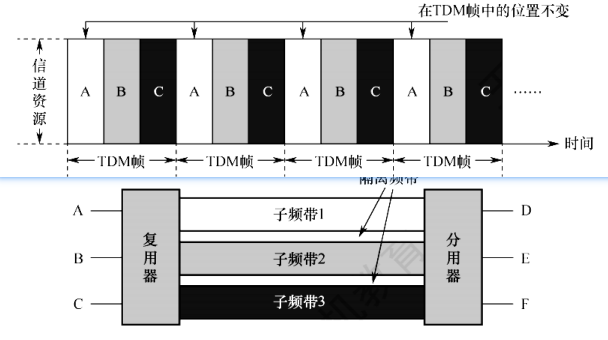 在TDM帧中的位置不变
信道资源
A B C A B C A B C A B C ……
时间
TDM帧 TDM帧 TDM帧 TDM帧
隔离频带
A 子频带1 D
复用器 分用器
B 子频带2 E
C 子频带3 F